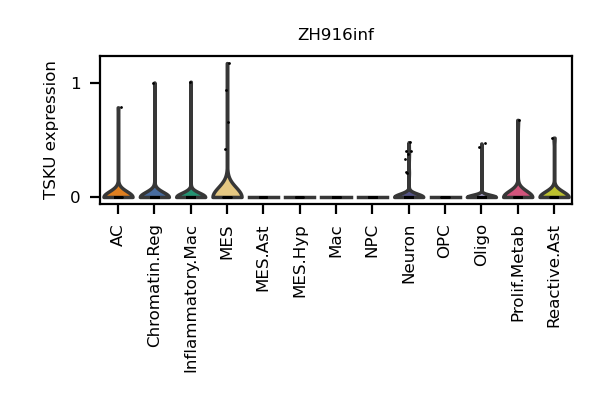 ZH916inf
TSKU expression
1
0
AC
Chromatin.Reg
Inflammatory.Mac
MES
MES.Ast
MES.Hyp
Mac
NPC
Neuron
OPC
Oligo
Prolif.Metab
Reactive.Ast